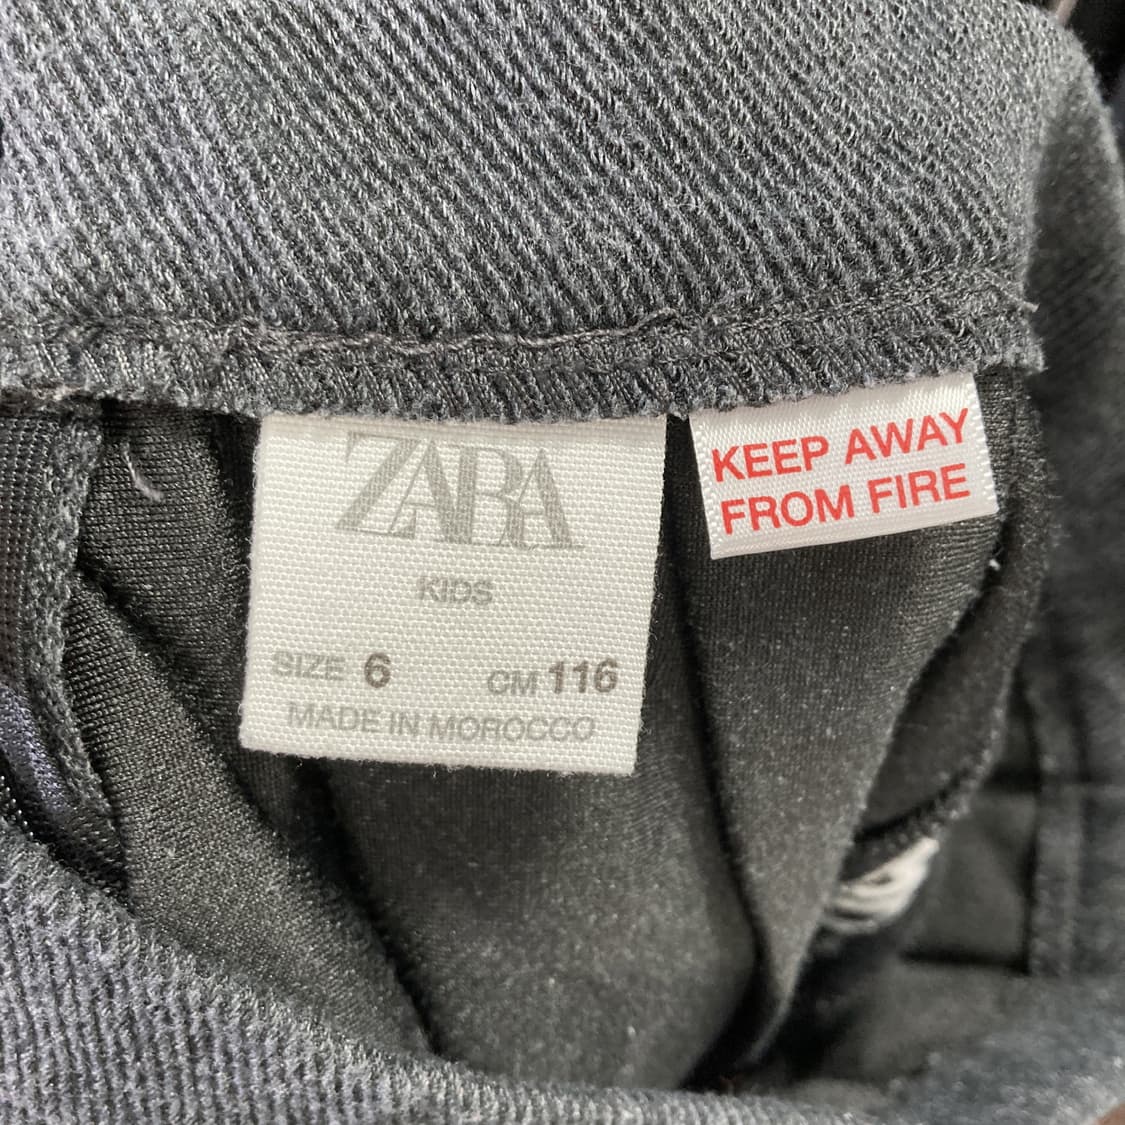 ZARA
KIDS
SIZE 6 CM 116
MADE IN MOROCCO
KEEP AWAY
FROM FIRE